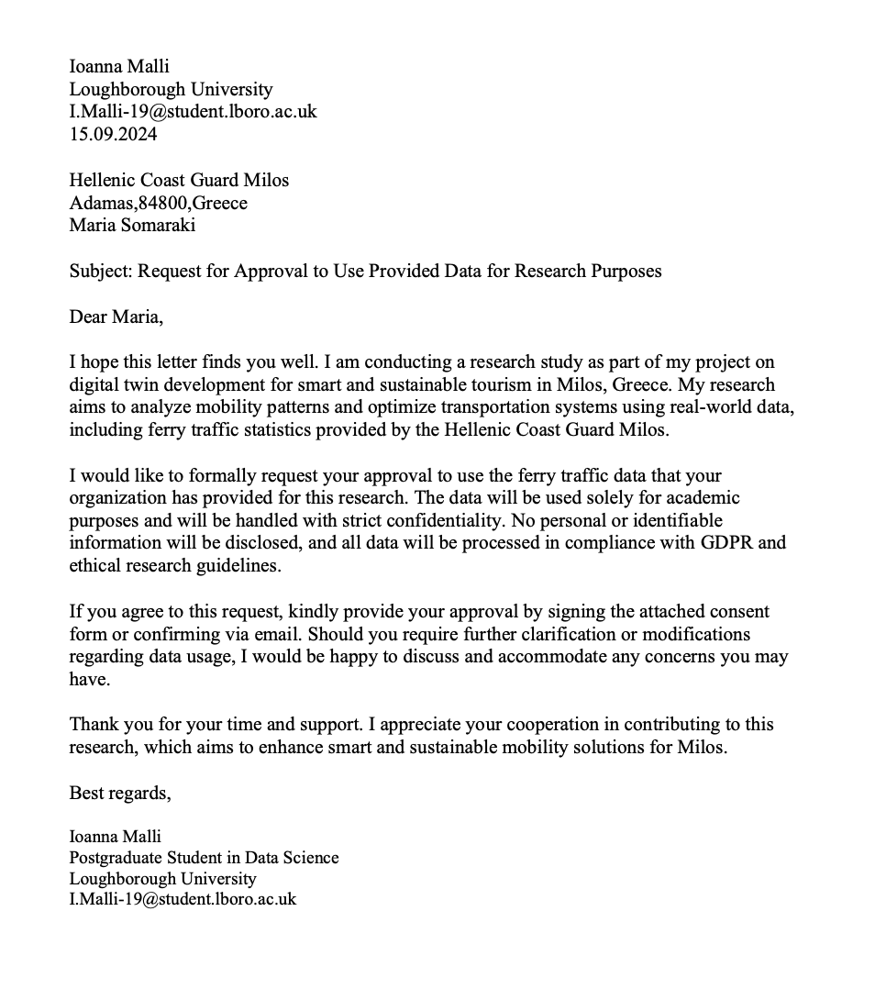 Ioanna Malli
Loughborough University
I.Malli-19@student.lboro.ac.uk
15.09.2024
Hellenic Coast Guard Milos
Adamas,84800,Greece
Maria Somaraki
Subject: Request for Approval to Use Provided Data for Research Purposes
Dear Maria,
I hope this letter finds you well. I am conducting a research study as part of my project on
digital twin development for smart and sustainable tourism in Milos, Greece. My research
aims to analyze mobility patterns and optimize transportation systems using real-world data,
including ferry traffic statistics provided by the Hellenic Coast Guard Milos.
I would like to formally request your approval to use the ferry traffic data that your
organization has provided for this research. The data will be used solely for academic
purposes and will be handled with strict confidentiality. No personal or identifiable
information will be disclosed, and all data will be processed in compliance with GDPR and
ethical research guidelines.
If you agree to this request, kindly provide your approval by signing the attached consent
form or confirming via email. Should you require further clarification or modifications
regarding data usage, I would be happy to discuss and accommodate any concerns you may
have.
Thank you for your time and support. I appreciate your cooperation in contributing to this
research, which aims to enhance smart and sustainable mobility solutions for Milos.
Best regards,
Ioanna Malli
Postgraduate Student in Data Science
Loughborough University
I.Malli-19@student.lboro.ac.uk